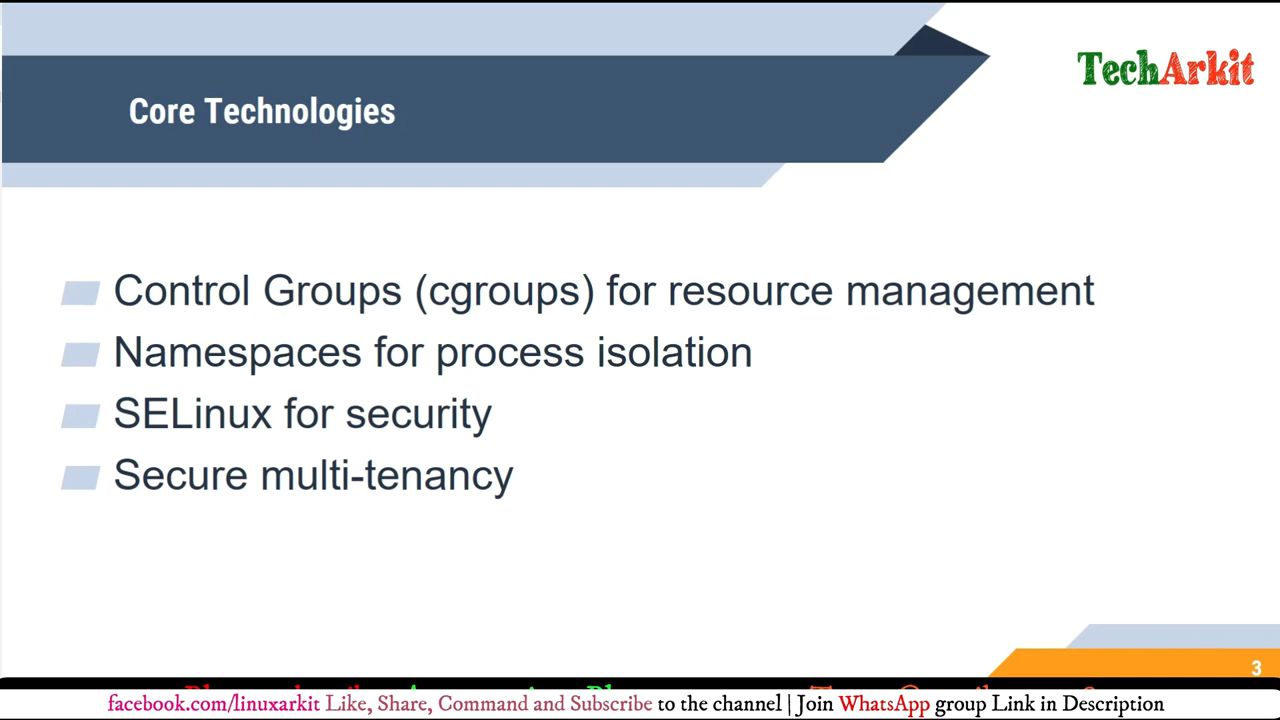 TechArkit
Core Technologies
Control Groups (cgroups) for resource management
Namespaces for process isolation
SELinux for security
Secure multi-tenancy
3
facebook.com/linuxarkit Like, Share, Command and Subscribe to the channel | Join WhatsApp group Link in Description